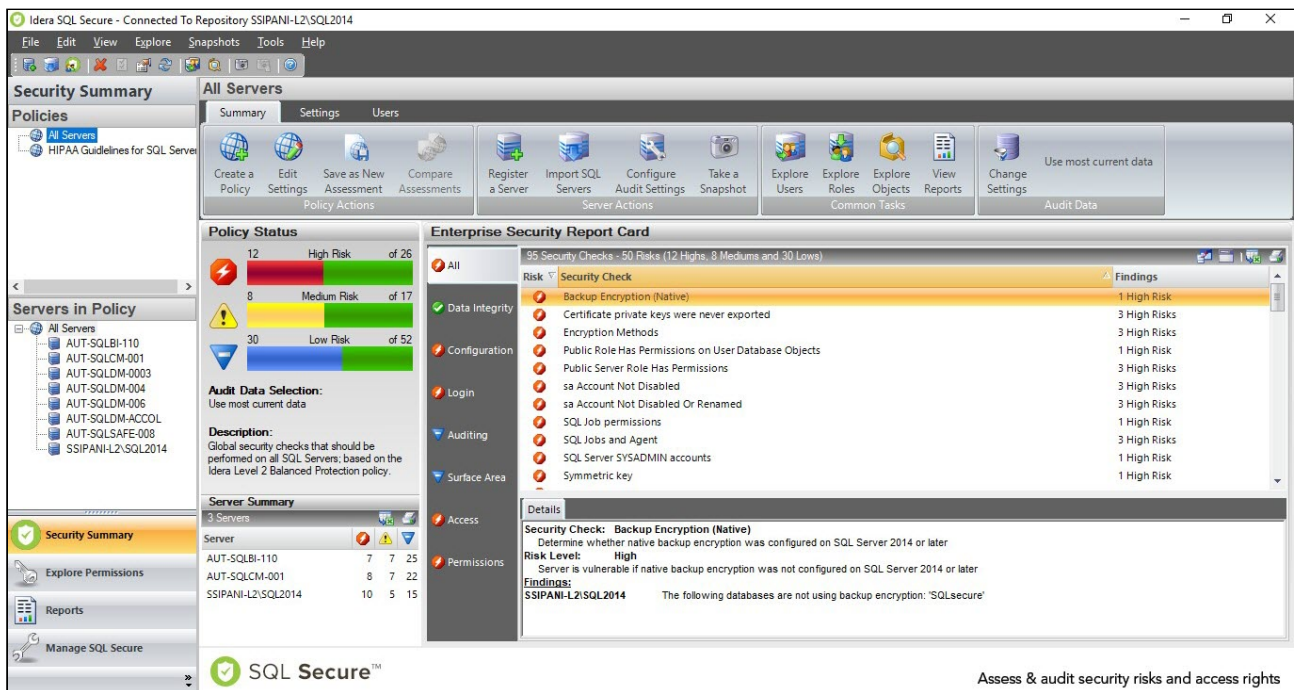 Idera SQL Secure - Connected To Repository SSIPANI-L2\SQL2014
File Edit View Explore Snapshots Tools Help
Security Summary
Policies
All Servers
HIPAA Guidlines for SQL Server
Servers in Policy
All Servers
AUT-SQLBI-110
AUT-SQLCM-001
AUT-SQLDM-0003
AUT-SQLDM-004
AUT-SQLDM-006
AUT-SQLDM-ACCOL
AUT-SQLSAFE-008
SSIPANI-L2\SQL2014
Security Summary
Explore Permissions
Reports
Manage SQL Secure
All Servers
Summary Settings Users
Create a Policy
Edit Settings
Save as New Assessment
Compare Assessments
Policy Actions
Register a Server
Import SQL Servers
Configure Audit Settings
Take a Snapshot
Server Actions
Explore Users
Explore Roles
Explore Objects
View Reports
Common Tasks
Change Settings
Use most current data
Audit Data
Policy Status
12 High Risk of 26
8 Medium Risk of 17
30 Low Risk of 52
Audit Data Selection:
Use most current data
Description:
Global security checks that should be
performed on all SQL Servers; based on the
Idera Level 2 Balanced Protection policy.
Server Summary
3 Servers
Server
AUT-SQLBI-110 7 7 25
AUT-SQLCM-001 8 7 22
SSIPANI-L2\SQL2014 10 5 15
Enterprise Security Report Card
All
Data Integrity
Configuration
Login
Auditing
Surface Area
Access
Permissions
95 Security Checks - 50 Risks (12 Highs, 8 Mediums and 30 Lows)
Risk Security Check Findings
Backup Encryption (Native) 1 High Risk
Certificate private keys were never exported 3 High Risks
Encryption Methods 3 High Risks
Public Role Has Permissions on User Database Objects 1 High Risk
Public Server Role Has Permissions 3 High Risks
sa Account Not Disabled 3 High Risks
sa Account Not Disabled Or Renamed 3 High Risks
SQL Job permissions 1 High Risk
SQL Jobs and Agent 3 High Risks
SQL Server SYSADMIN accounts 1 High Risk
Symmetric key 1 High Risk
Details
Security Check: Backup Encryption (Native)
Determine whether native backup encryption was configured on SQL Server 2014 or later
Risk Level: High
Server is vulnerable if native backup encryption was not configured on SQL Server 2014 or later
Findings:
SSIPANI-L2\SQL2014 The following databases are not using backup encryption: 'SQLsecure'
SQL Secure™
Assess & audit security risks and access rights